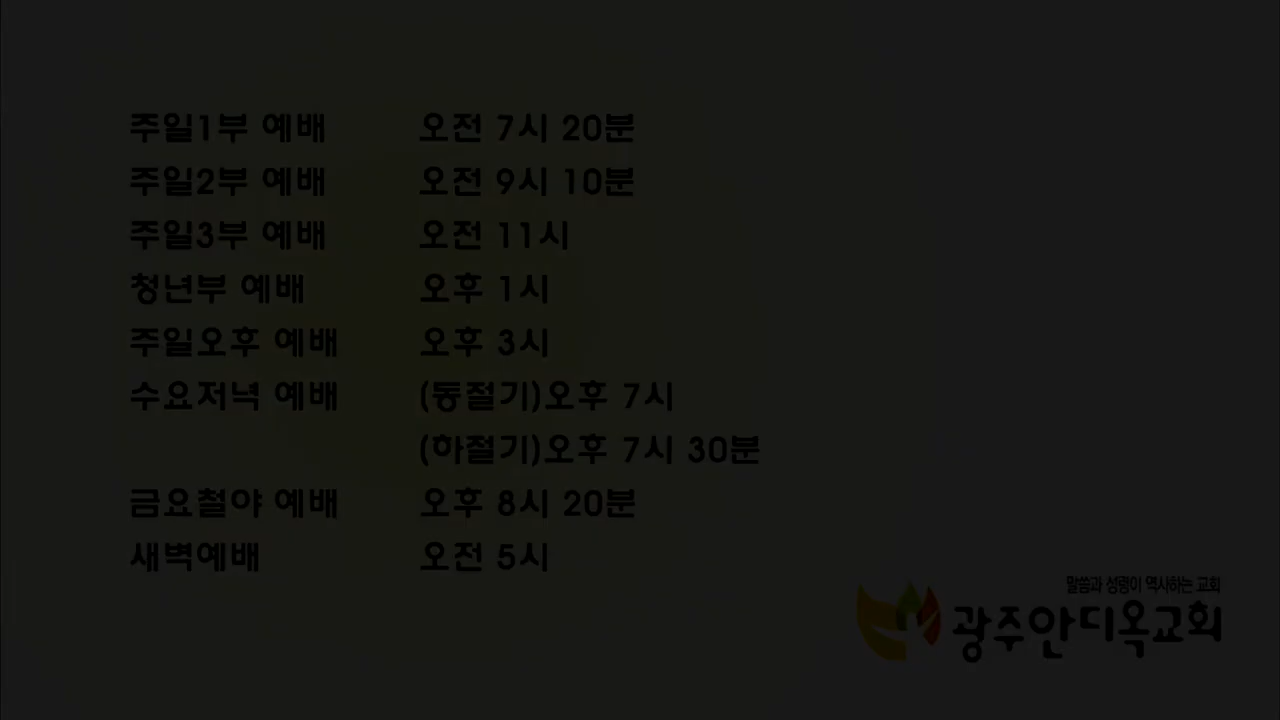 주일1부 예배 오전 7시 20분
주일2부 예배 오전 9시 10분
주일3부 예배 오전 11시
청년부 예배 오후 1시
주일오후 예배 오후 3시
수요저녁 예배 (동절기)오후 7시
(하절기)오후 7시 30분
금요철야 예배 오후 8시 20분
새벽예배 오전 5시
말씀과 성령이 역사하는 교회
광주안디옥교회